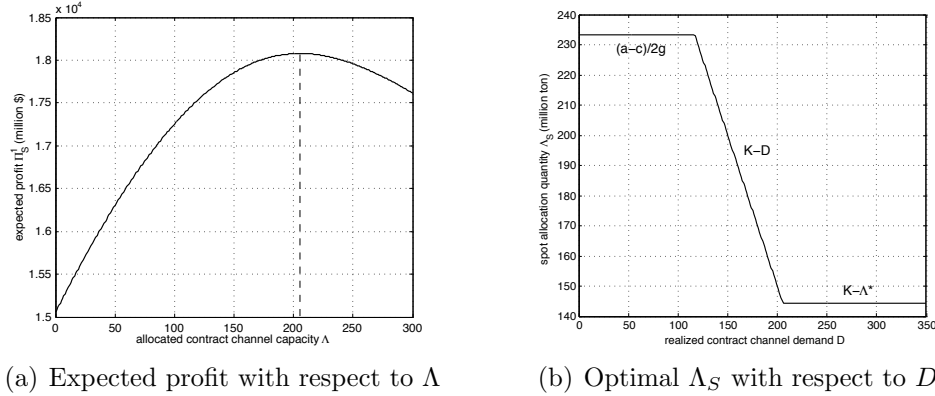 x 10⁴
1.85
1.8
1.75
1.7
1.65
1.6
1.55
1.5
0 50 100 150 200 250 300
expected profit Π_S^1 (million $)
allocated contract channel capacity Λ
(a) Expected profit with respect to Λ
240
230
220
210
200
190
180
170
160
150
140
0 50 100 150 200 250 300 350
spot allocation quantity Λ_S (million ton)
(a−c)/2g
K−D
K−Λ*
realized contract channel demand D
(b) Optimal Λ_S with respect to D